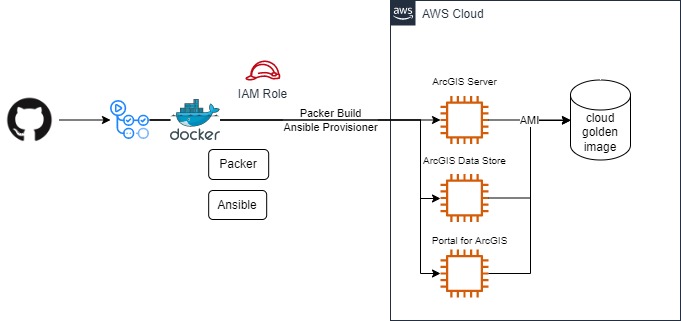 aws
AWS Cloud
IAM Role
docker
Packer
Ansible
Packer Build
Ansible Provisioner
ArcGIS Server
ArcGIS Data Store
Portal for ArcGIS
AMI
cloud
golden
image